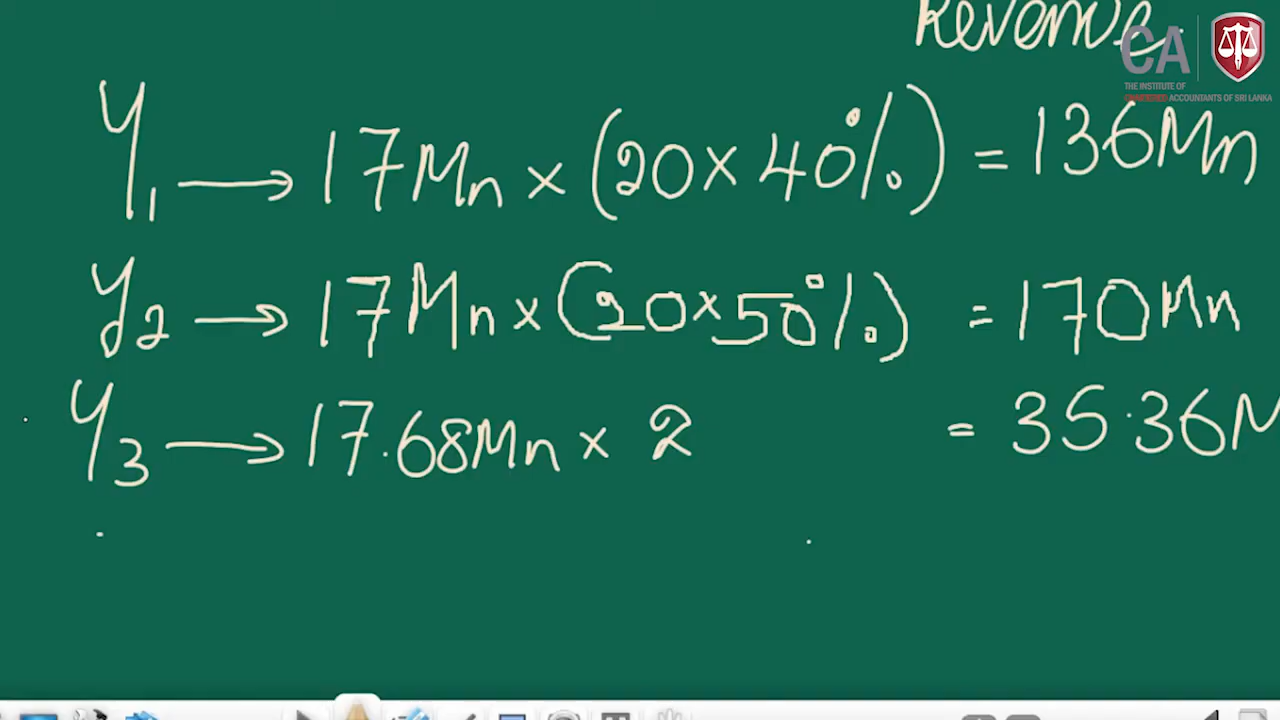 Revenue
CA
THE INSTITUTE OF
CHARTERED ACCOUNTANTS OF SRI LANKA
Y1 → 17Mn × (20 × 40%) = 136Mn
Y2 → 17Mn × (20 × 50%) = 170Mn
Y3 → 17.68Mn × 2 = 35.36M